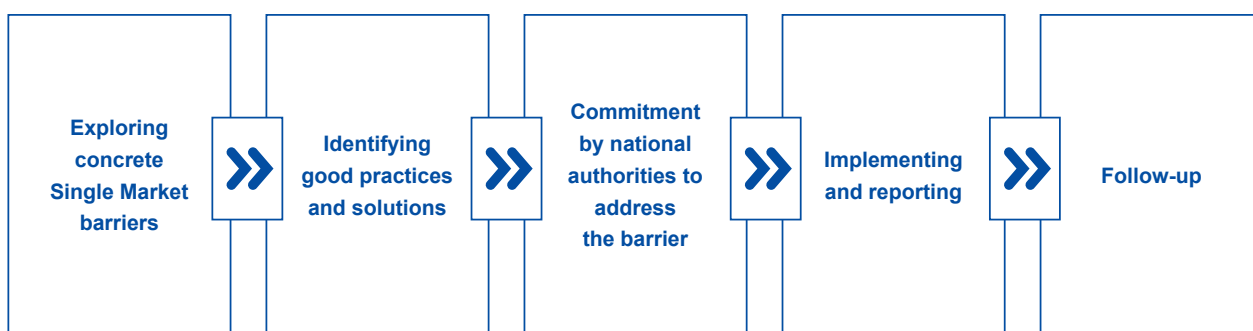 Exploring
concrete
Single Market
barriers
Identifying
good practices
and solutions
Commitment
by national
authorities to
address
the barrier
Implementing
and reporting
Follow-up